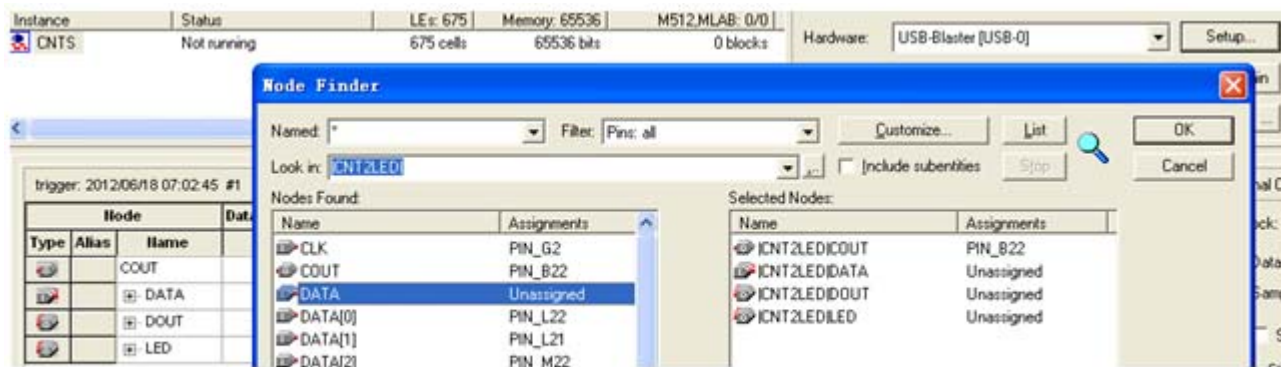 Instance Status LEs: 675 Memory: 65536 M512,MLAB: 0/0
CNTS Not running 675 cells 65536 bits 0 blocks
Hardware: USB-Blaster [USB-0] Setup...
Node Finder
Named: * Filter: Pins: all Customize... List OK
Look in: |CNT2LED| ... Include subentities Stop Cancel
trigger: 2012/06/18 07:02:45 #1
Node
Type Alias Name
COUT
DATA
DOUT
LED
Nodes Found:
Name Assignments
CLK PIN_G2
COUT PIN_B22
DATA Unassigned
DATA[0] PIN_L22
DATA[1] PIN_L21
DATA[2] PIN_M22
Selected Nodes:
Name Assignments
|CNT2LED|COUT PIN_B22
|CNT2LED|DATA Unassigned
|CNT2LED|DOUT Unassigned
|CNT2LED|LED Unassigned